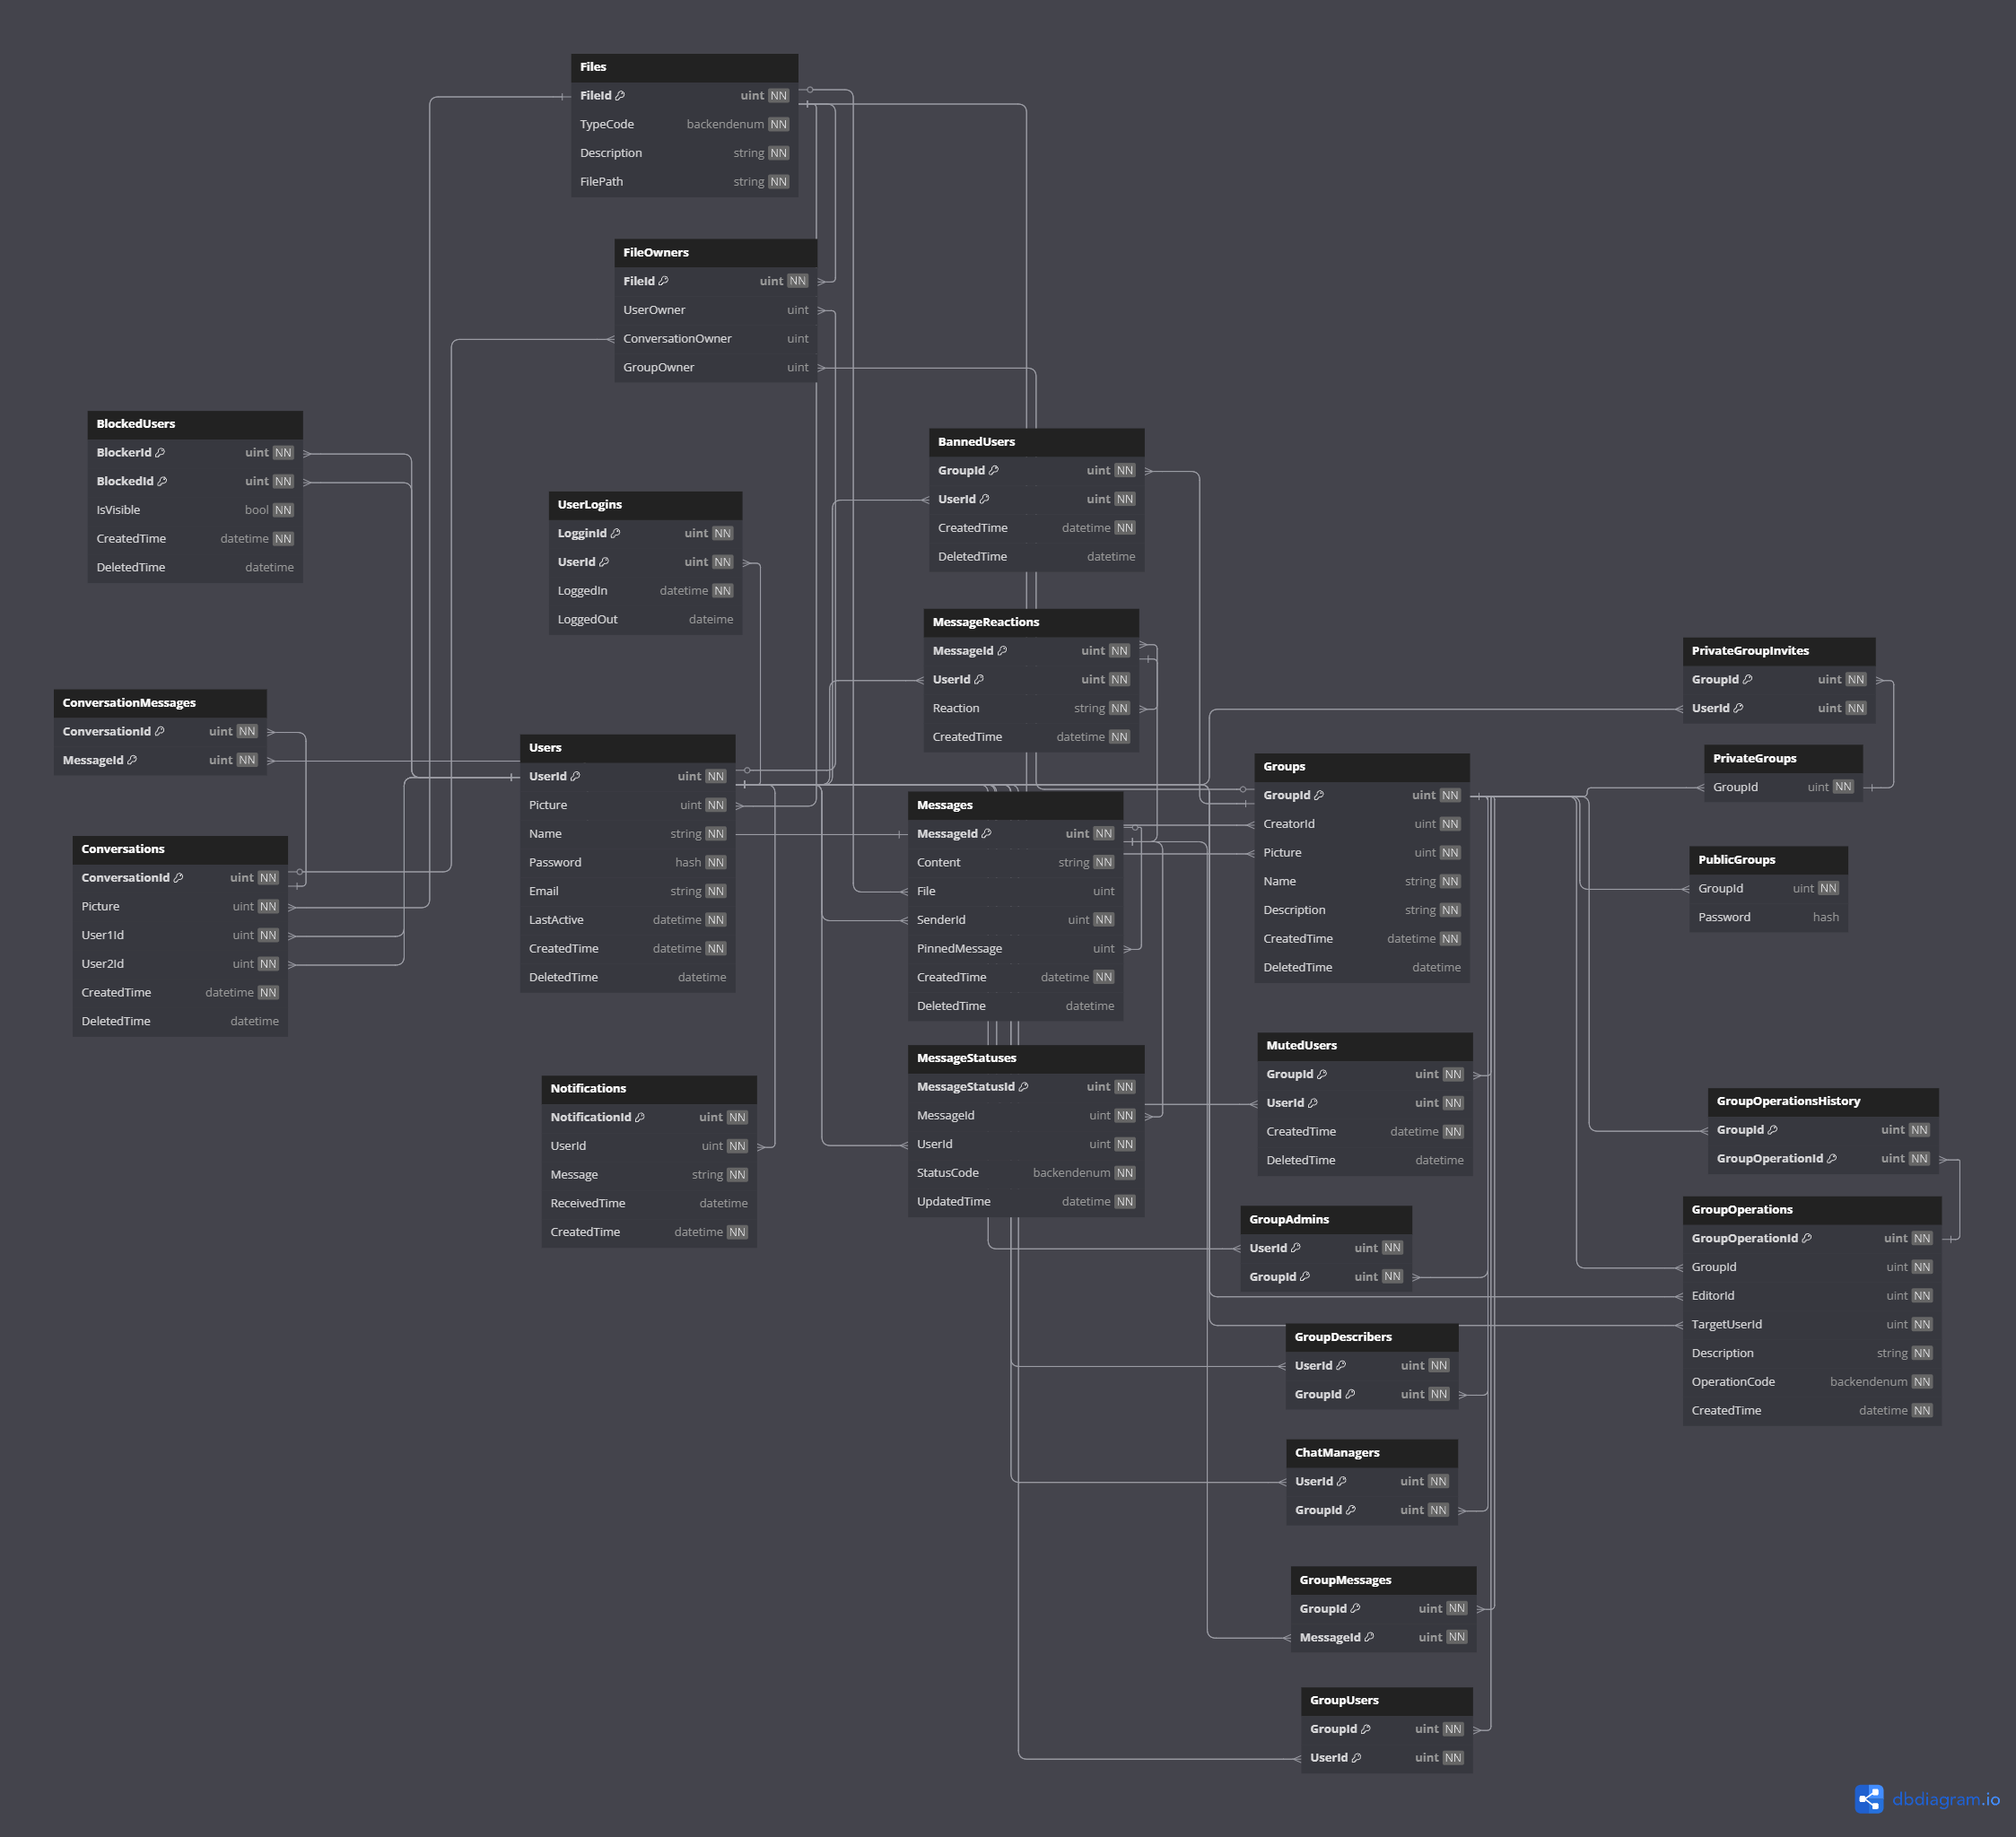 Files
FileId uint NN
TypeCode backendenum NN
Description string NN
FilePath string NN
FileOwners
FileId uint NN
UserOwner uint
ConversationOwner uint
GroupOwner uint
BlockedUsers
BlockerId uint NN
BlockedId uint NN
IsVisible bool NN
CreatedTime datetime NN
DeletedTime datetime
UserLogins
LogginId uint NN
UserId uint NN
LoggedIn datetime NN
LoggedOut dateime
BannedUsers
GroupId uint NN
UserId uint NN
CreatedTime datetime NN
DeletedTime datetime
MessageReactions
MessageId uint NN
UserId uint NN
Reaction string NN
CreatedTime datetime NN
PrivateGroupInvites
GroupId uint NN
UserId uint NN
ConversationMessages
ConversationId uint NN
MessageId uint NN
Users
UserId uint NN
Picture uint NN
Name string NN
Password hash NN
Email string NN
LastActive datetime NN
CreatedTime datetime NN
DeletedTime datetime
PrivateGroups
GroupId uint NN
Groups
GroupId uint NN
CreatorId uint NN
Picture uint NN
Name string NN
Description string NN
CreatedTime datetime NN
DeletedTime datetime
Messages
MessageId uint NN
Content string NN
File uint
SenderId uint NN
PinnedMessage uint
CreatedTime datetime NN
DeletedTime datetime
Conversations
ConversationId uint NN
Picture uint NN
User1Id uint NN
User2Id uint NN
CreatedTime datetime NN
DeletedTime datetime
PublicGroups
GroupId uint NN
Password hash
MutedUsers
GroupId uint NN
UserId uint NN
CreatedTime datetime NN
DeletedTime datetime
MessageStatuses
MessageStatusId uint NN
MessageId uint NN
UserId uint NN
StatusCode backendenum NN
UpdatedTime datetime NN
Notifications
NotificationId uint NN
UserId uint NN
Message string NN
ReceivedTime datetime
CreatedTime datetime NN
GroupOperationsHistory
GroupId uint NN
GroupOperationId uint NN
GroupOperations
GroupOperationId uint NN
GroupId uint NN
EditorId uint NN
TargetUserId uint NN
Description string NN
OperationCode backendenum NN
CreatedTime datetime NN
GroupAdmins
UserId uint NN
GroupId uint NN
GroupDescribers
UserId uint NN
GroupId uint NN
ChatManagers
UserId uint NN
GroupId uint NN
GroupMessages
GroupId uint NN
MessageId uint NN
GroupUsers
GroupId uint NN
UserId uint NN
dbdiagram.io